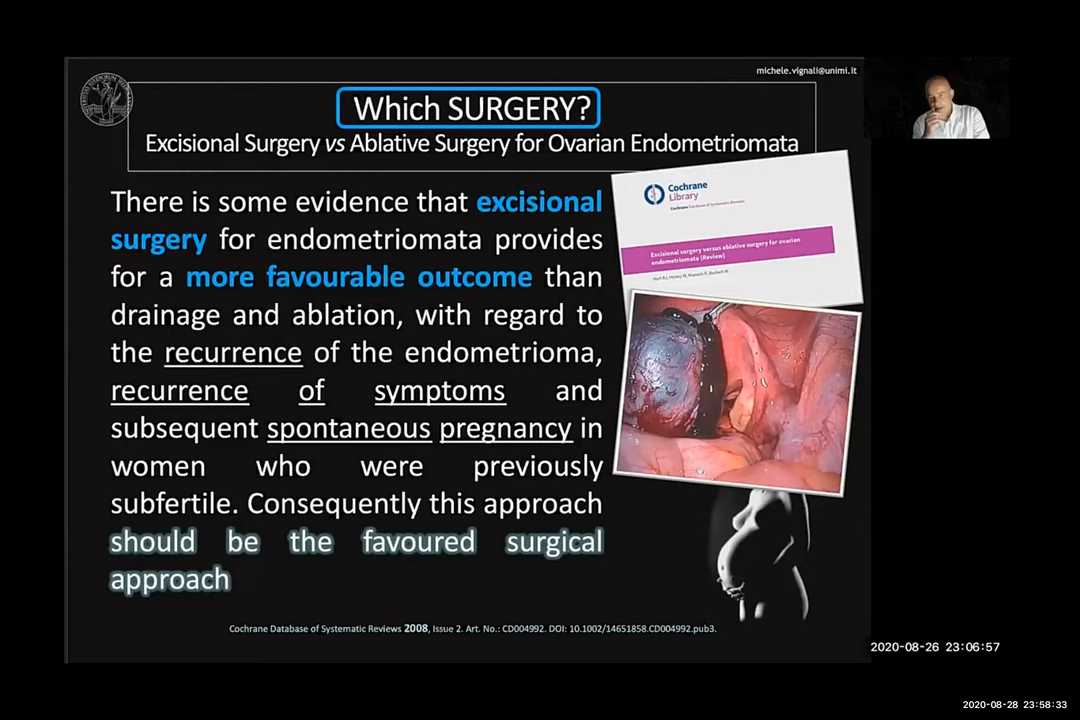 michele.vignali@unimi.it
Which SURGERY?
Excisional Surgery vs Ablative Surgery for Ovarian Endometriomata
There is some evidence that excisional
surgery for endometriomata provides
for a more favourable outcome than
drainage and ablation, with regard to
the recurrence of the endometrioma,
recurrence of symptoms and
subsequent spontaneous pregnancy in
women who were previously
subfertile. Consequently this approach
should be the favoured surgical
approach
Cochrane
Library
Cochrane Database of Systematic Reviews
Excisional surgery versus ablative surgery for ovarian
endometriomata (Review)
Cochrane Database of Systematic Reviews 2008, Issue 2. Art. No.: CD004992. DOI: 10.1002/14651858.CD004992.pub3.
2020-08-26 23:06:57
2020-08-28 23:58:33